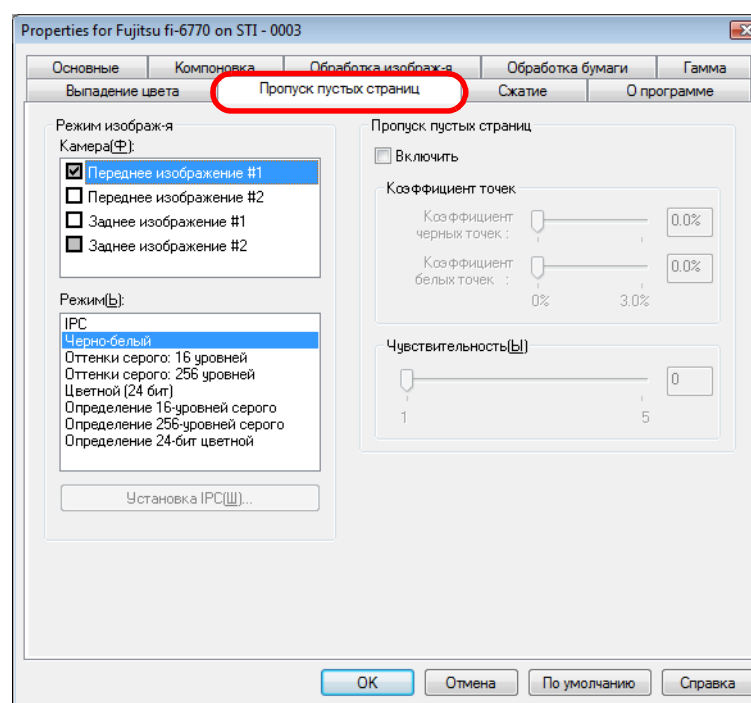 Properties for Fujitsu fi-6770 on STI - 0003
Основные Компоновка Обработка изображ-я Обработка бумаги Гамма
Выпадение цвета Пропуск пустых страниц Сжатие О программе
Режим изображ-я
Камера(Ф):
Переднее изображение #1
Переднее изображение #2
Заднее изображение #1
Заднее изображение #2
Режим(Ь):
IPC
Черно-белый
Оттенки серого: 16 уровней
Оттенки серого: 256 уровней
Цветной (24 бит)
Определение 16-уровней серого
Определение 256-уровней серого
Определение 24-бит цветной
Установка IPC(Ш)...
Пропуск пустых страниц
Включить
Коэффициент точек
Коэффициент
черных точек : 0.0%
Коэффициент
белых точек : 0.0%
0% 3.0%
Чувствительность(Ы)
0
1 5
OK Отмена По умолчанию Справка